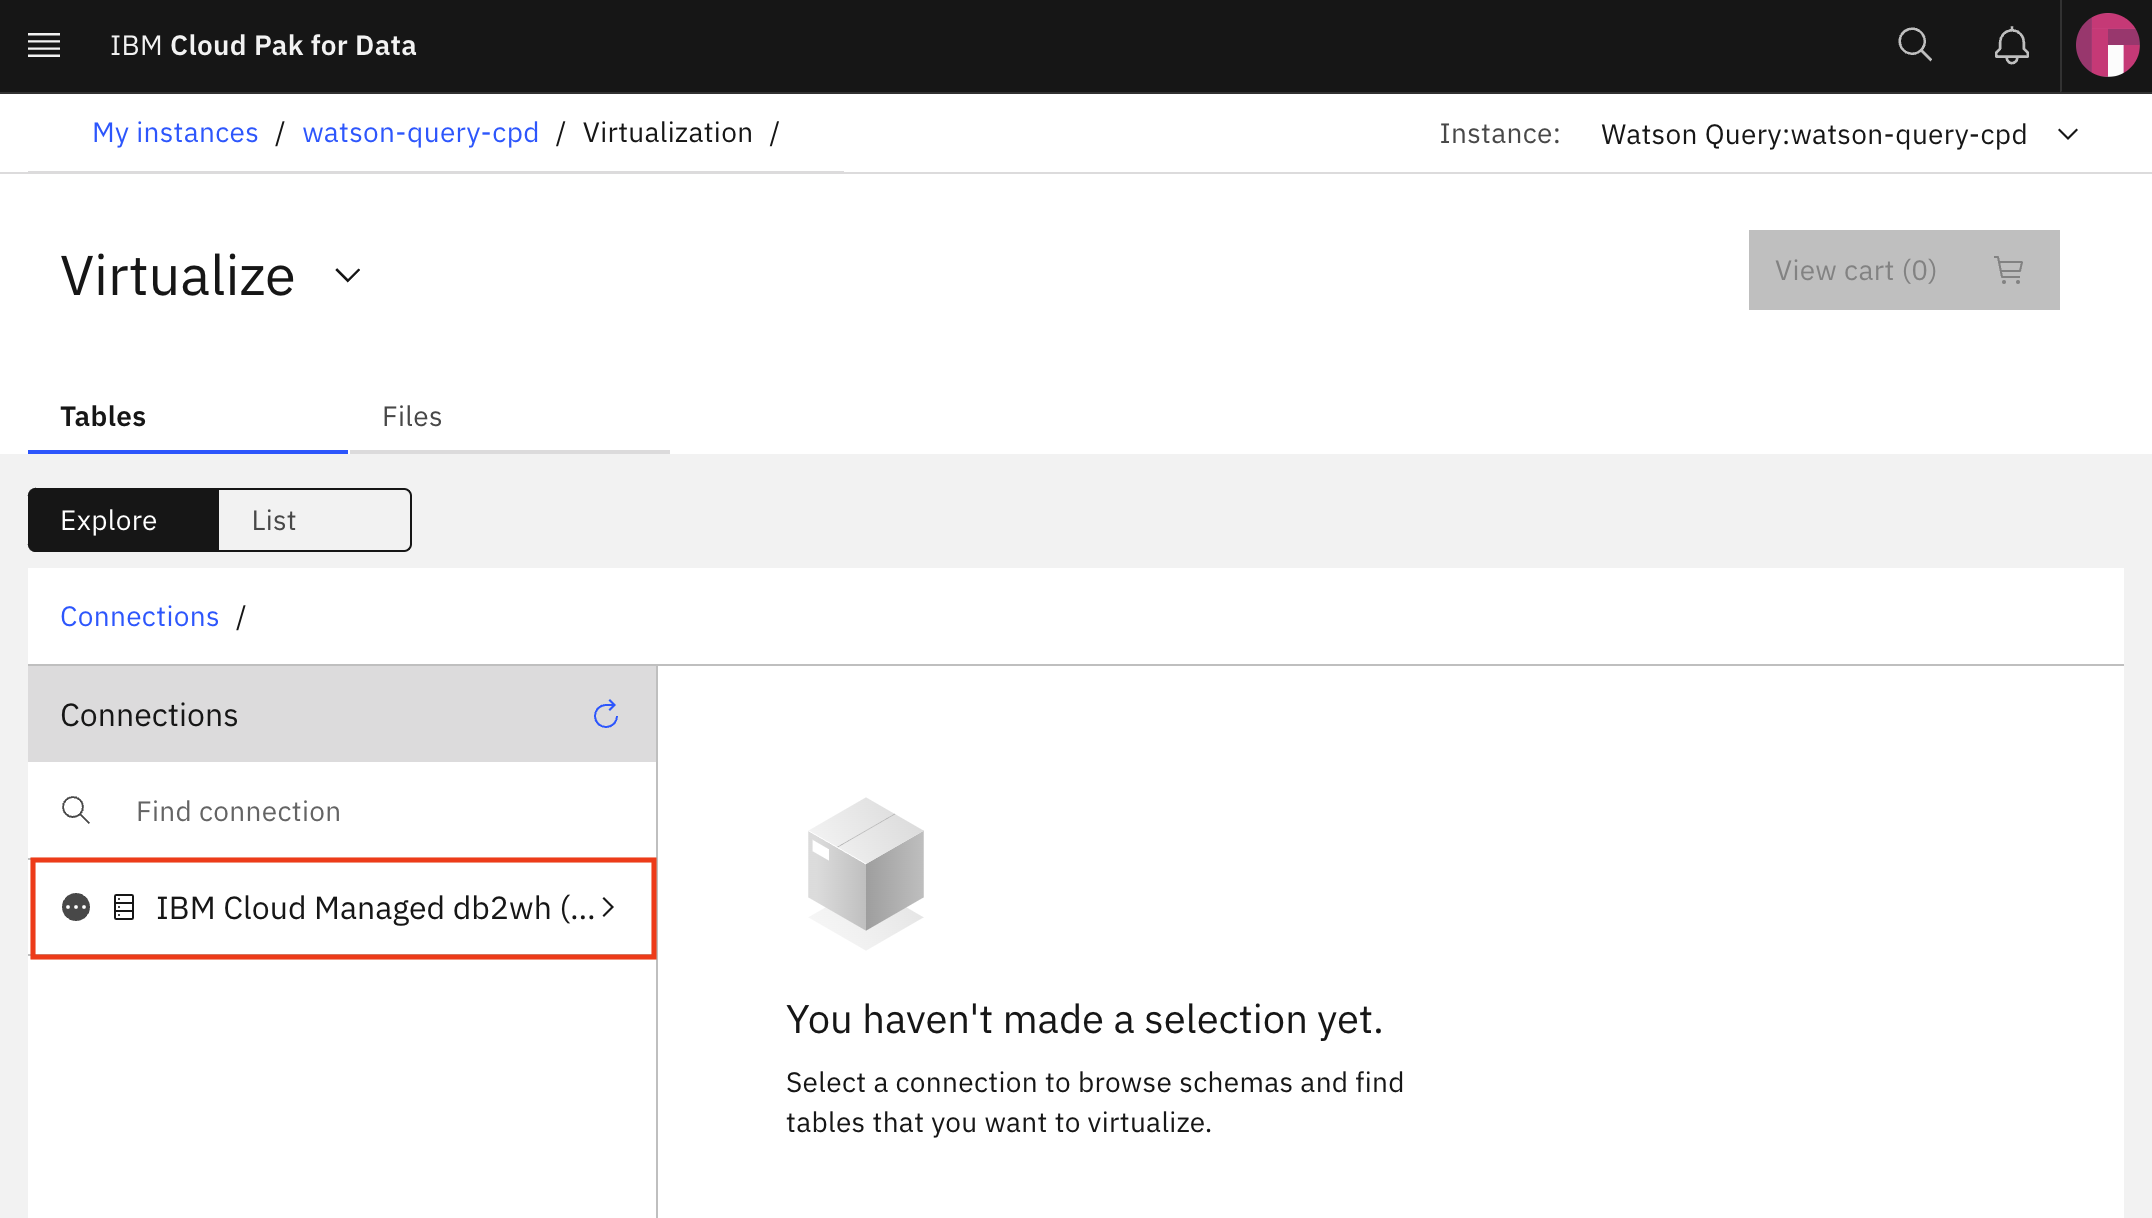 IBM Cloud Pak for Data
My instances / watson-query-cpd / Virtualization /
Instance: Watson Query:watson-query-cpd
Virtualize
View cart (0)
Tables Files
Explore List
Connections /
Connections
Find connection
IBM Cloud Managed db2wh (...
You haven't made a selection yet.
Select a connection to browse schemas and find
tables that you want to virtualize.